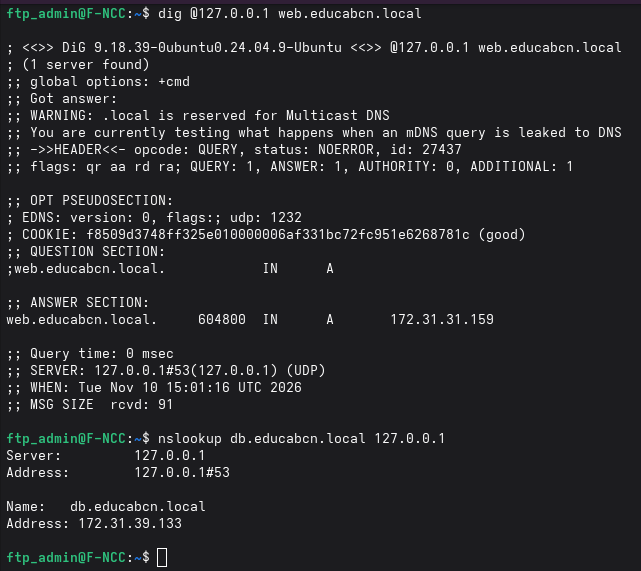 ftp_admin@F-NCC:~$ dig @127.0.0.1 web.educabcn.local

; <<>> DiG 9.18.39-0ubuntu0.24.04.9-Ubuntu <<>> @127.0.0.1 web.educabcn.local
; (1 server found)
;; global options: +cmd
;; Got answer:
;; WARNING: .local is reserved for Multicast DNS
;; You are currently testing what happens when an mDNS query is leaked to DNS
;; ->>HEADER<<- opcode: QUERY, status: NOERROR, id: 27437
;; flags: qr aa rd ra; QUERY: 1, ANSWER: 1, AUTHORITY: 0, ADDITIONAL: 1

;; OPT PSEUDOSECTION:
; EDNS: version: 0, flags:; udp: 1232
; COOKIE: f8509d3748ff325e010000006af331bc72fc951e6268781c (good)
;; QUESTION SECTION:
;web.educabcn.local.            IN      A

;; ANSWER SECTION:
web.educabcn.local.     604800  IN      A       172.31.31.159

;; Query time: 0 msec
;; SERVER: 127.0.0.1#53(127.0.0.1) (UDP)
;; WHEN: Tue Nov 10 15:01:16 UTC 2026
;; MSG SIZE  rcvd: 91

ftp_admin@F-NCC:~$ nslookup db.educabcn.local 127.0.0.1
Server:         127.0.0.1
Address:        127.0.0.1#53

Name:   db.educabcn.local
Address: 172.31.39.133

ftp_admin@F-NCC:~$